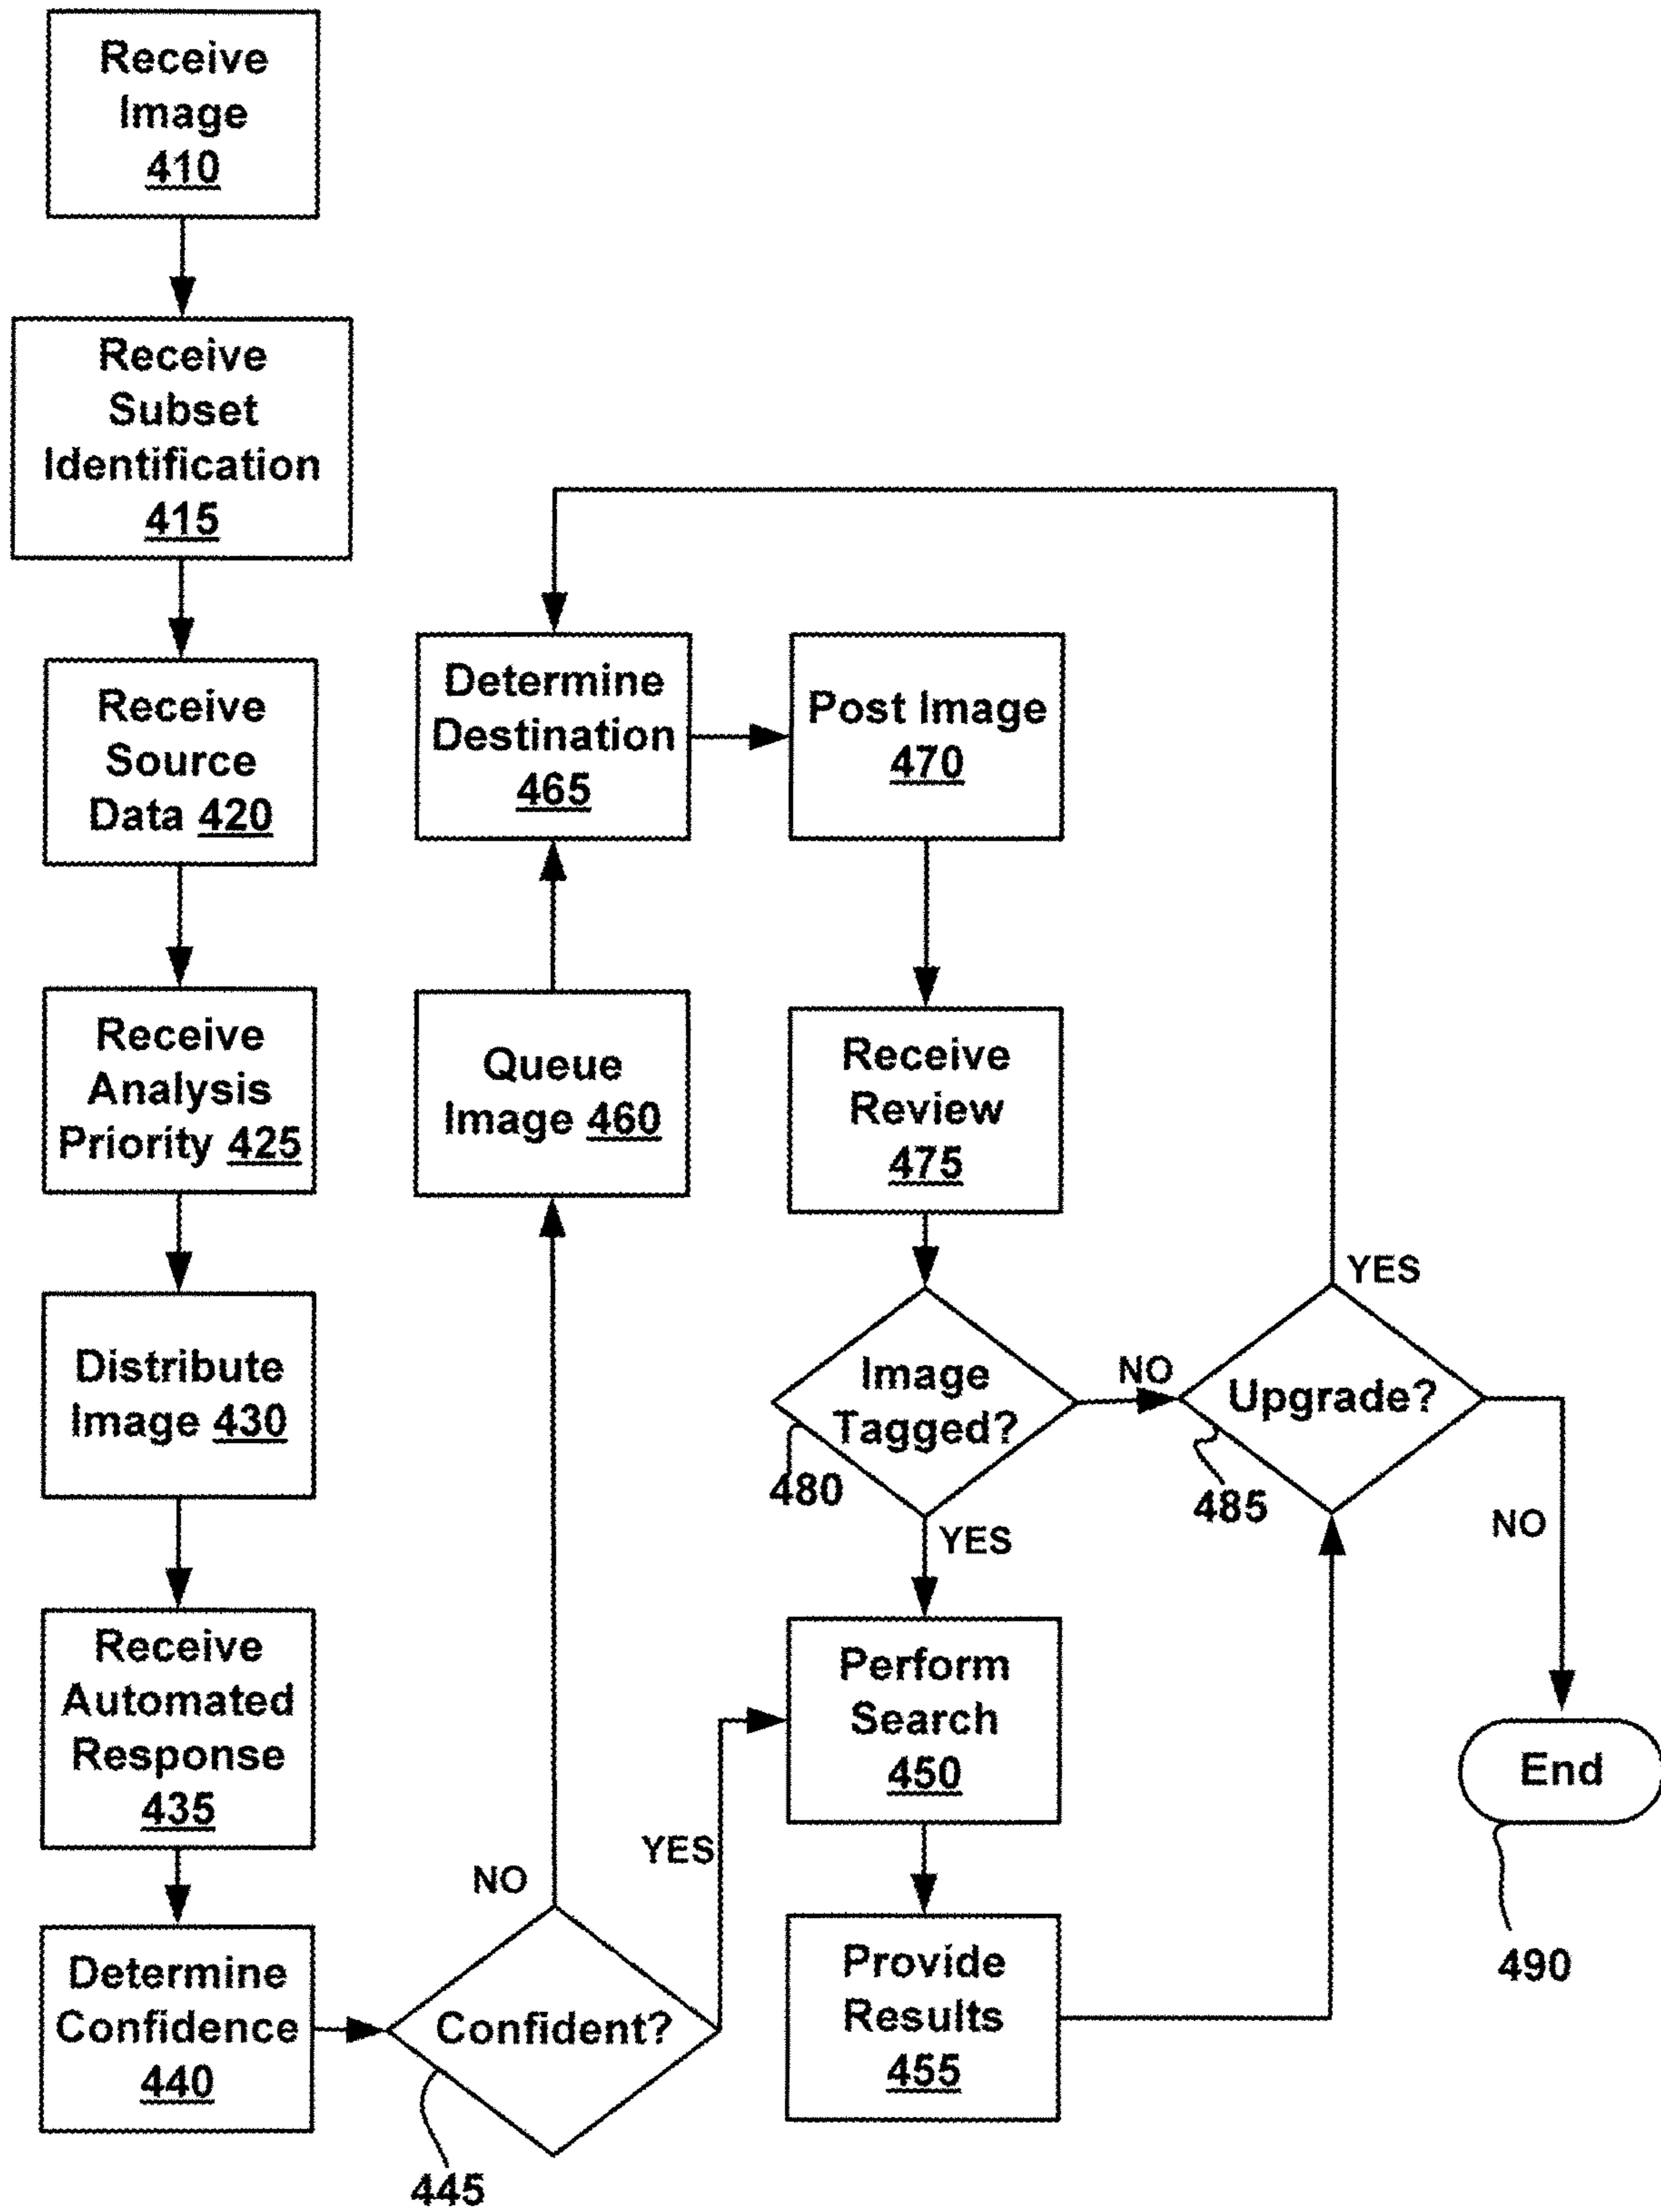 Receive
Image
410
Receive
Subset
Identification
415
Receive
Source
Data 420
Receive
Analysis
Priority 425
Distribute
Image 430
Receive
Automated
Response
435
Determine
Confidence
440
Confident?
445
NO
YES
Queue
Image 460
Determine
Destination
465
Post Image
470
Receive
Review
475
Image
Tagged?
480
NO
YES
Perform
Search
450
Provide
Results
455
Upgrade?
485
YES
NO
End
490